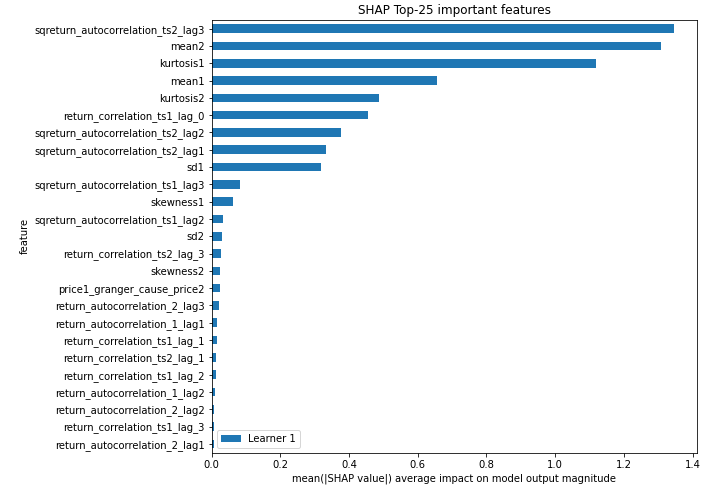 SHAP Top-25 important features
sqreturn_autocorrelation_ts2_lag3
mean2
kurtosis1
mean1
kurtosis2
return_correlation_ts1_lag_0
sqreturn_autocorrelation_ts2_lag2
sqreturn_autocorrelation_ts2_lag1
sd1
sqreturn_autocorrelation_ts1_lag3
skewness1
sqreturn_autocorrelation_ts1_lag2
sd2
return_correlation_ts2_lag_3
skewness2
price1_granger_cause_price2
return_autocorrelation_2_lag3
return_autocorrelation_1_lag1
return_correlation_ts1_lag_1
return_correlation_ts2_lag_1
return_correlation_ts1_lag_2
return_autocorrelation_1_lag2
return_autocorrelation_2_lag2
return_correlation_ts1_lag_3
return_autocorrelation_2_lag1
feature
Learner 1
0.0 0.2 0.4 0.6 0.8 1.0 1.2 1.4
mean(|SHAP value|) average impact on model output magnitude